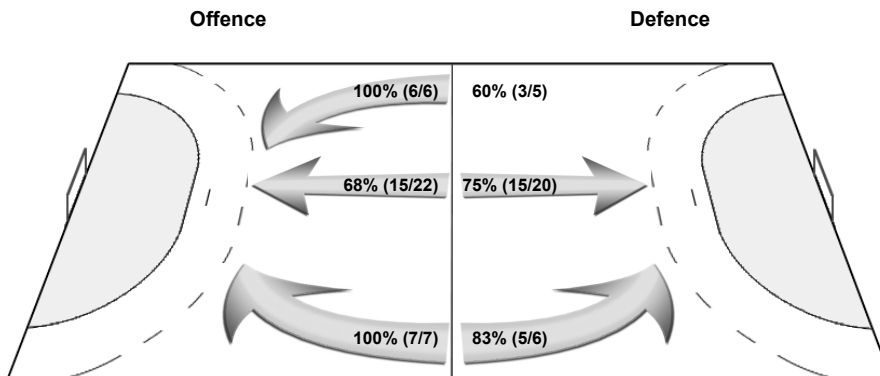 Offence Defence
100% (6/6) 60% (3/5)
68% (15/22) 75% (15/20)
100% (7/7) 83% (5/6)